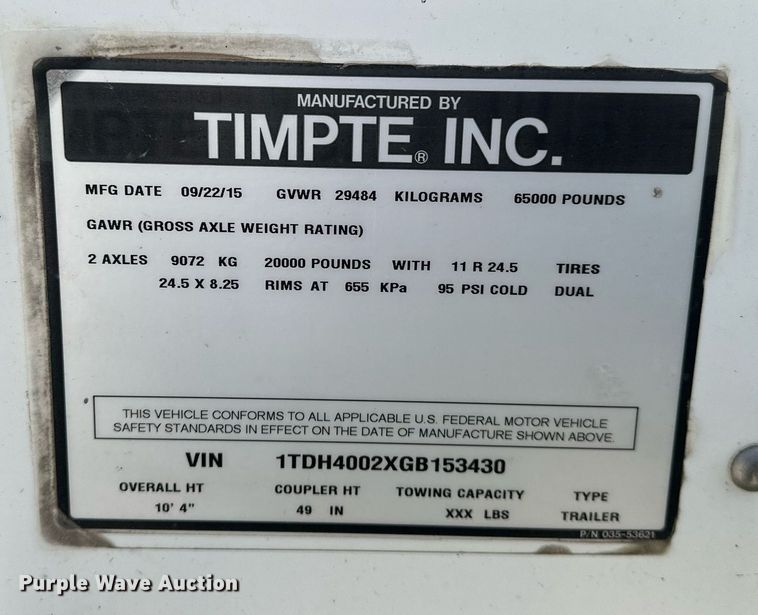 MANUFACTURED BY
TIMPTE® INC.
MFG DATE 09/22/15 GVWR 29484 KILOGRAMS 65000 POUNDS
GAWR (GROSS AXLE WEIGHT RATING)
2 AXLES 9072 KG 20000 POUNDS WITH 11 R 24.5 TIRES
24.5 X 8.25 RIMS AT 655 KPa 95 PSI COLD DUAL
THIS VEHICLE CONFORMS TO ALL APPLICABLE U.S. FEDERAL MOTOR VEHICLE
SAFETY STANDARDS IN EFFECT ON THE DATE OF MANUFACTURE SHOWN ABOVE.
VIN 1TDH4002XGB153430
OVERALL HT COUPLER HT TOWING CAPACITY TYPE
10' 4" 49 IN XXX LBS TRAILER
P/N 035-53621
Purple Wave Auction